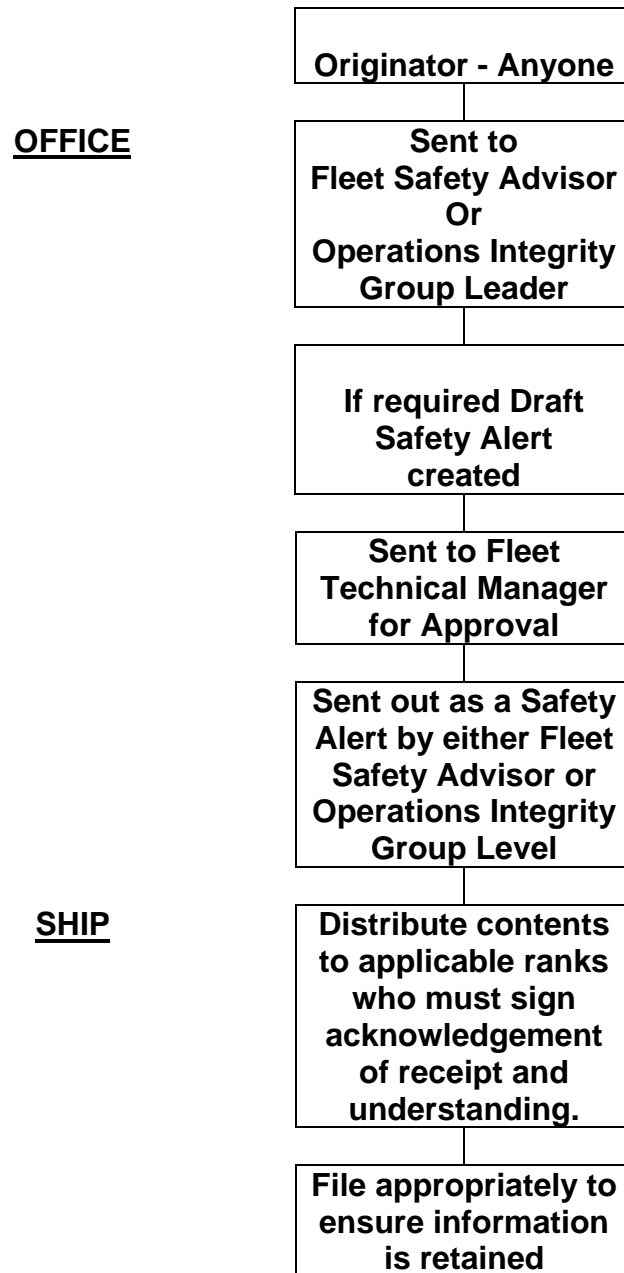 Originator - Anyone
OFFICE
Sent to
Fleet Safety Advisor
Or
Operations Integrity
Group Leader
If required Draft
Safety Alert
created
Sent to Fleet
Technical Manager
for Approval
Sent out as a Safety
Alert by either Fleet
Safety Advisor or
Operations Integrity
Group Level
SHIP
Distribute contents
to applicable ranks
who must sign
acknowledgement
of receipt and
understanding.
File appropriately to
ensure information
is retained